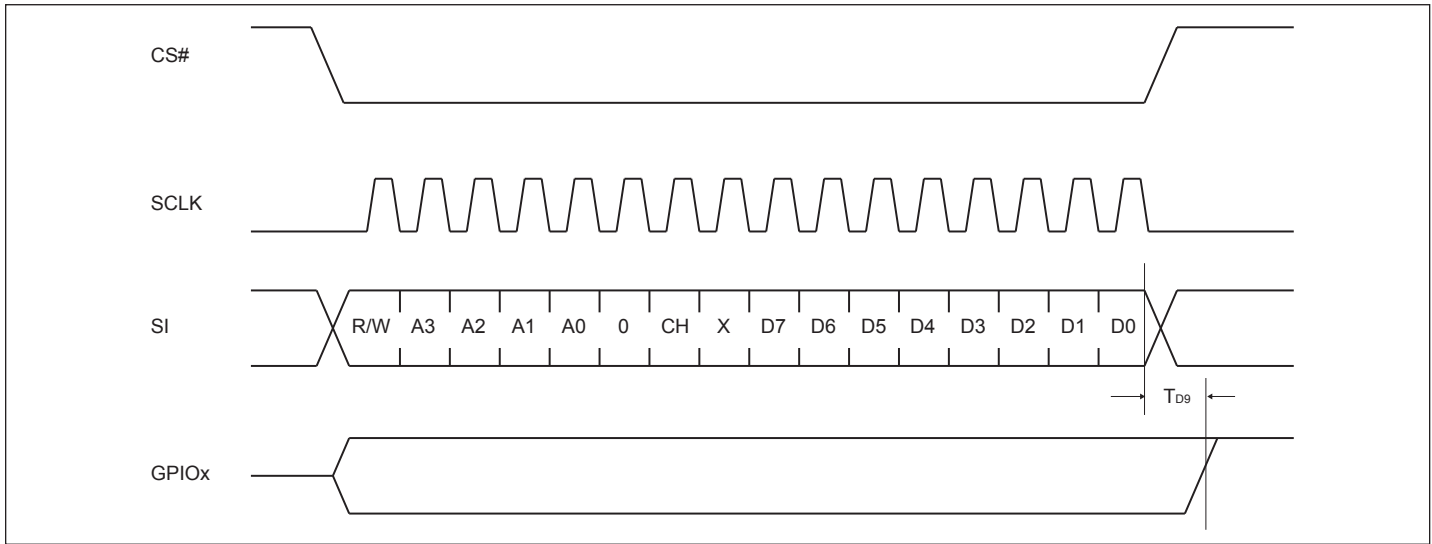 CS#
SCLK
SI
R/W A3 A2 A1 A0 0 CH X D7 D6 D5 D4 D3 D2 D1 D0
TD9
GPIOx